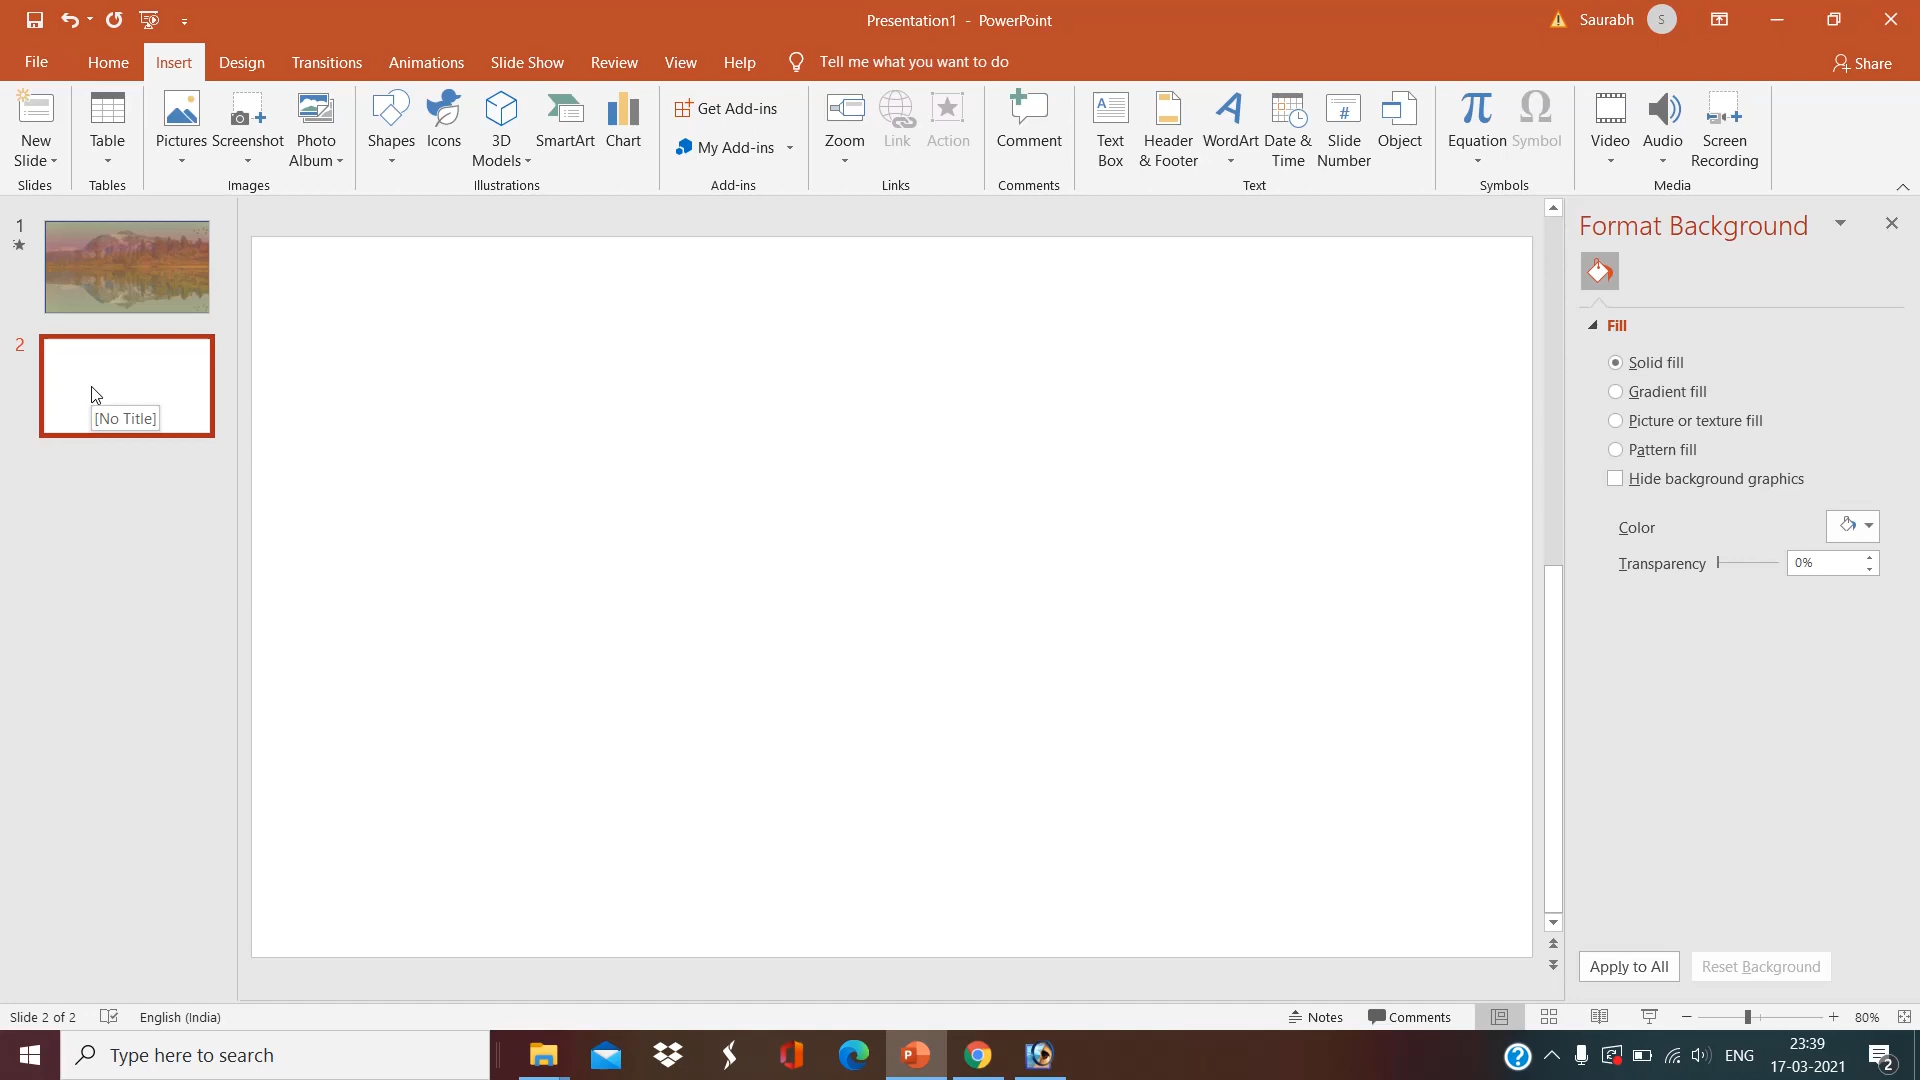 Presentation1 - PowerPoint
Saurabh
S
File
Home
Insert
Design
Transitions
Animations
Slide Show
Review
View
Help
Tell me what you want to do
Share
New
Slide
Table
Pictures
Screenshot
Photo
Album
Shapes
Icons
3D
Models
SmartArt
Chart
Get Add-ins
My Add-ins
Zoom
Link
Action
Comment
Text
Box
Header
& Footer
WordArt
Date &
Time
Slide
Number
Object
Equation
Symbol
Video
Audio
Screen
Recording
Slides
Tables
Images
Illustrations
Add-ins
Links
Comments
Text
Symbols
Media
1
2
[No Title]
Format Background
Fill
Solid fill
Gradient fill
Picture or texture fill
Pattern fill
Hide background graphics
Color
Transparency
0%
Apply to All
Reset Background
Slide 2 of 2
English (India)
Notes
Comments
80%
Type here to search
ENG
23:39
17-03-2021
2